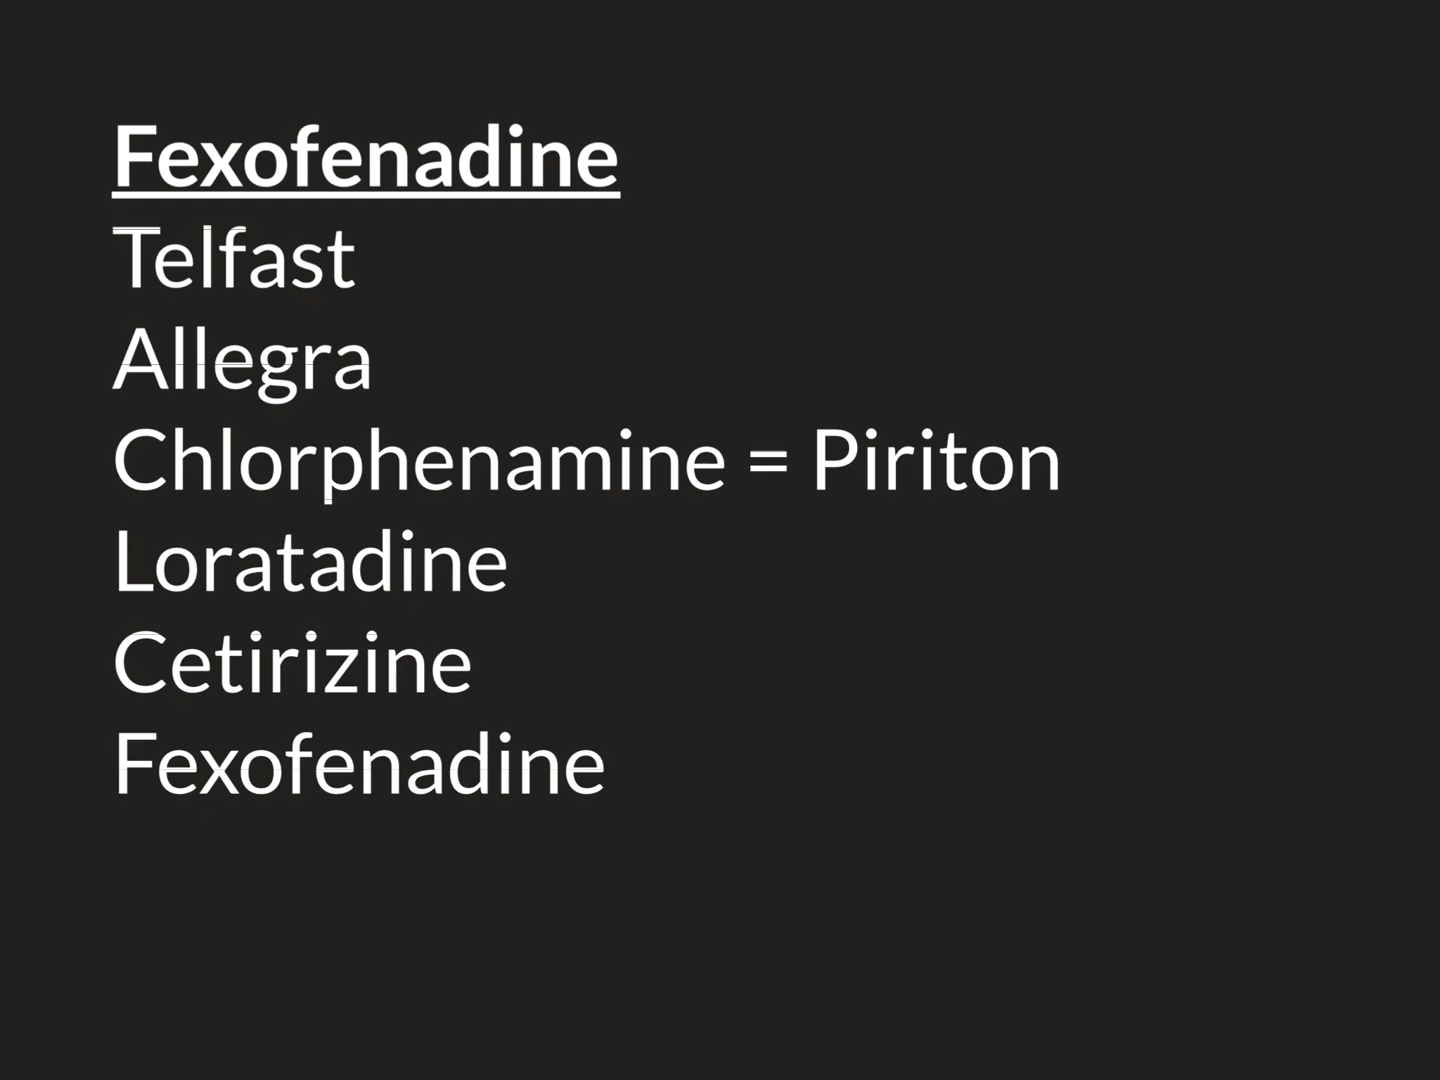 Fexofenadine
Telfast
Allegra
Chlorphenamine = Piriton
Loratadine
Cetirizine
Fexofenadine